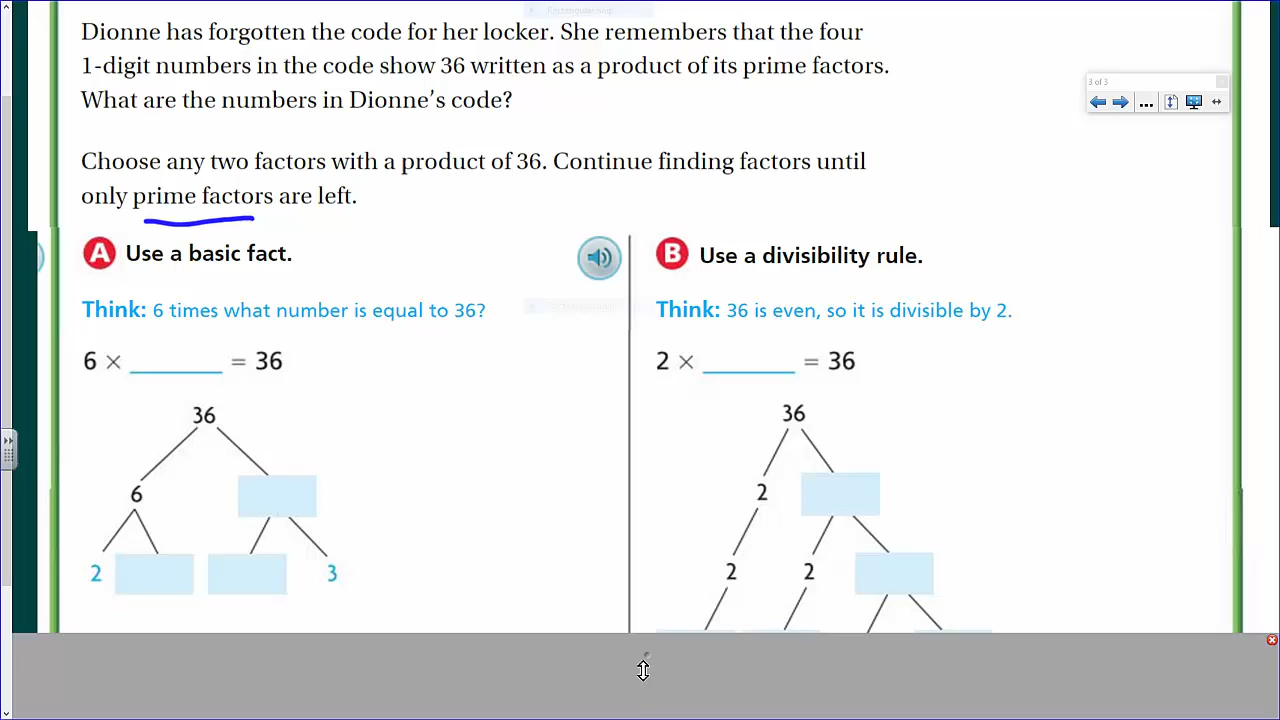 Dionne has forgotten the code for her locker. She remembers that the four
1-digit numbers in the code show 36 written as a product of its prime factors.
What are the numbers in Dionne's code?
3 of 3
Choose any two factors with a product of 36. Continue finding factors until
only prime factors are left.
A Use a basic fact.
Think: 6 times what number is equal to 36?
6 × ________ = 36
36
6
2
3
B Use a divisibility rule.
Think: 36 is even, so it is divisible by 2.
2 × ________ = 36
36
2
2 2